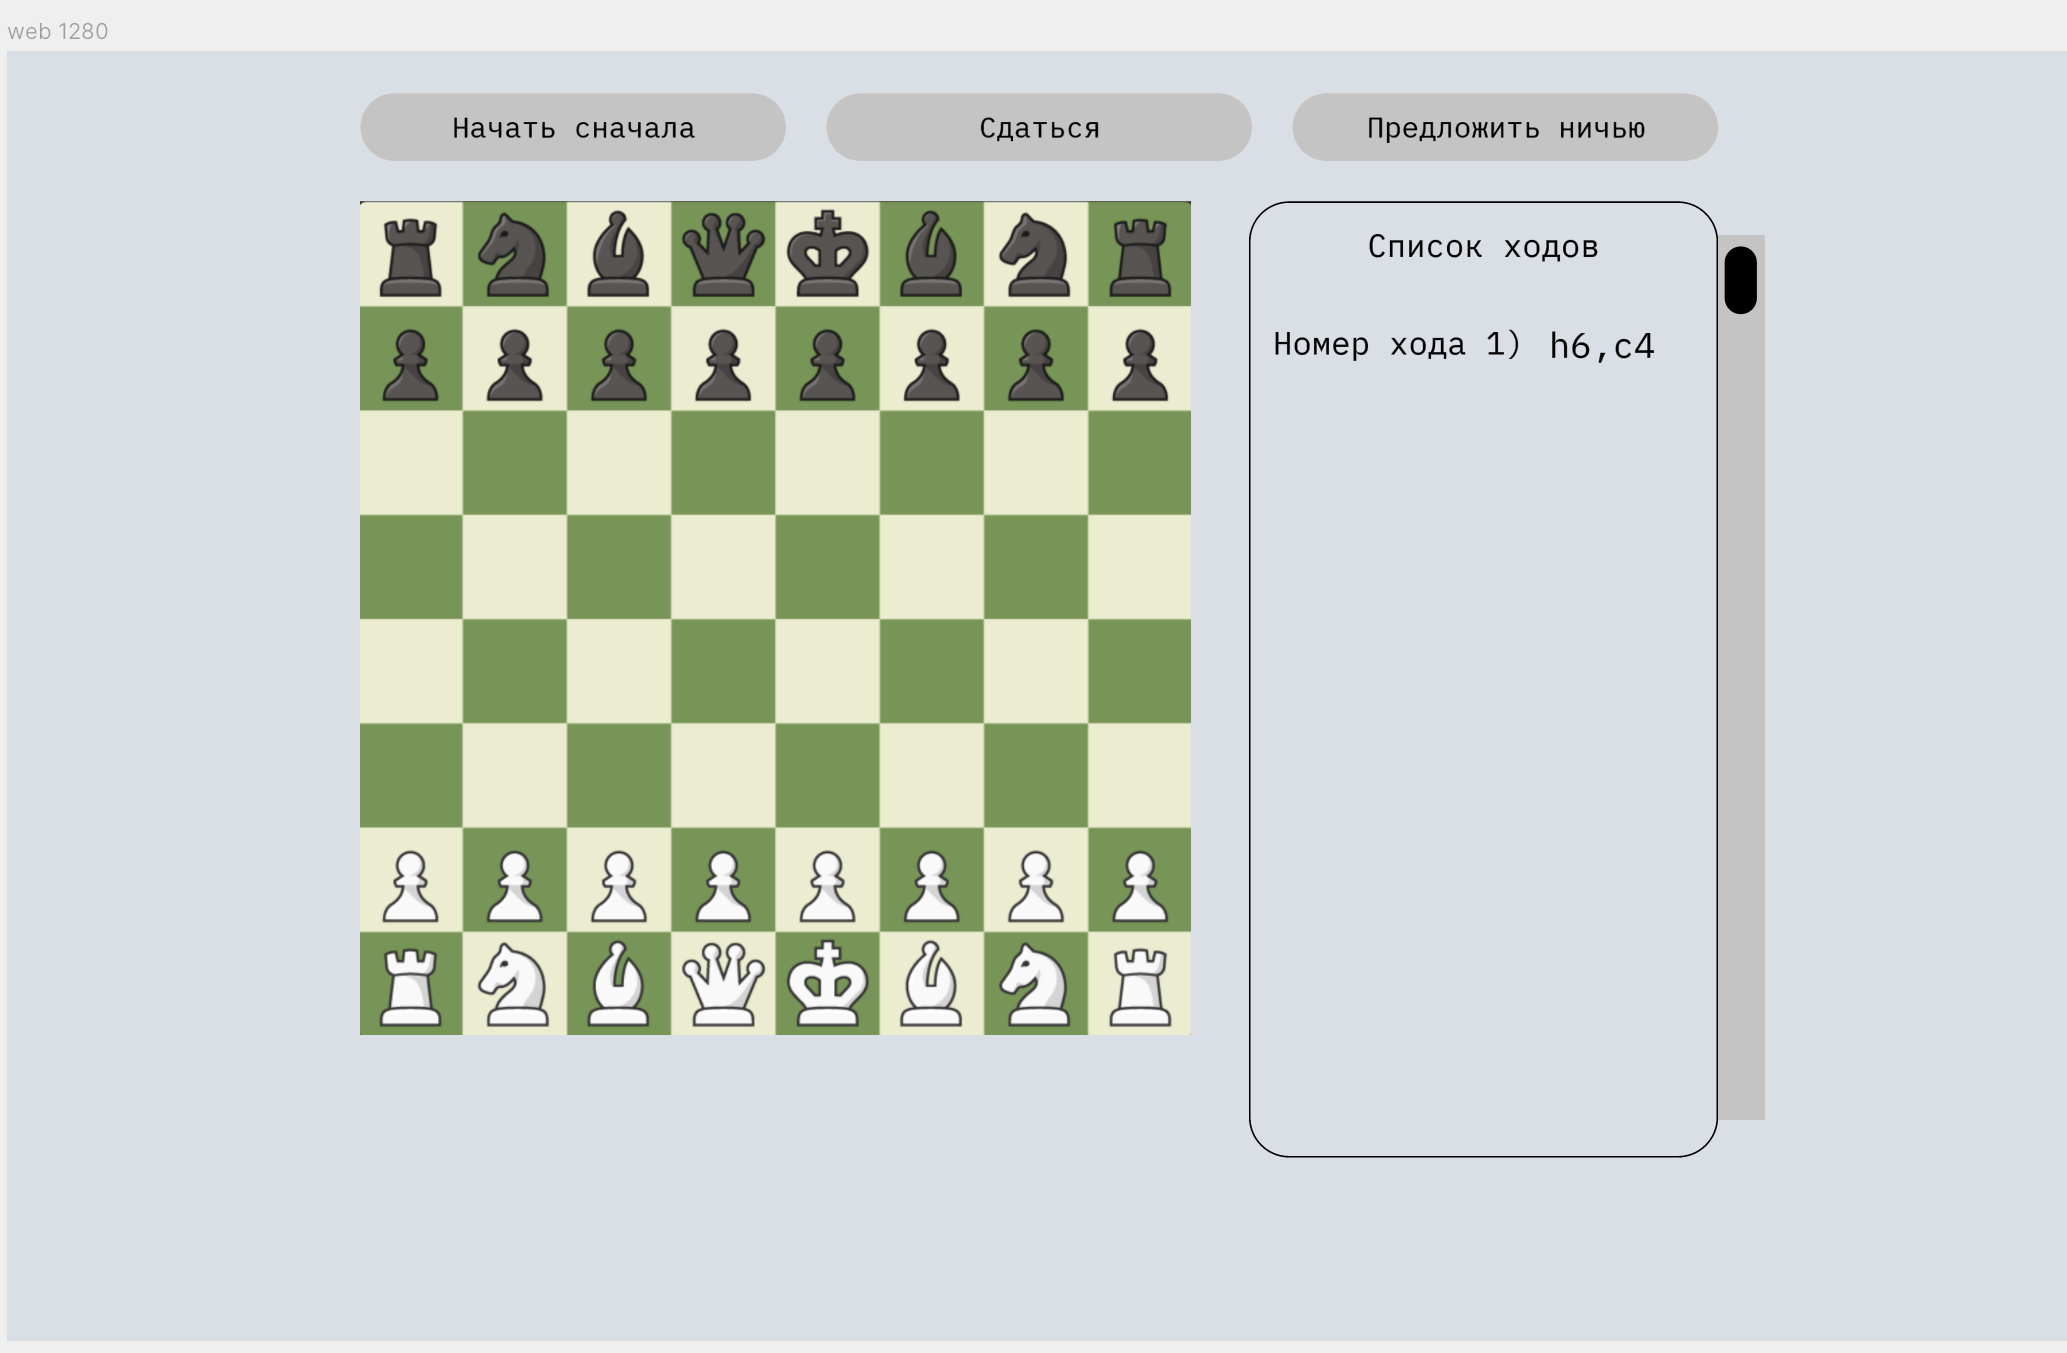 web 1280
Начать сначала
Сдаться
Предложить ничью
Список ходов
Номер хода 1) h6,c4